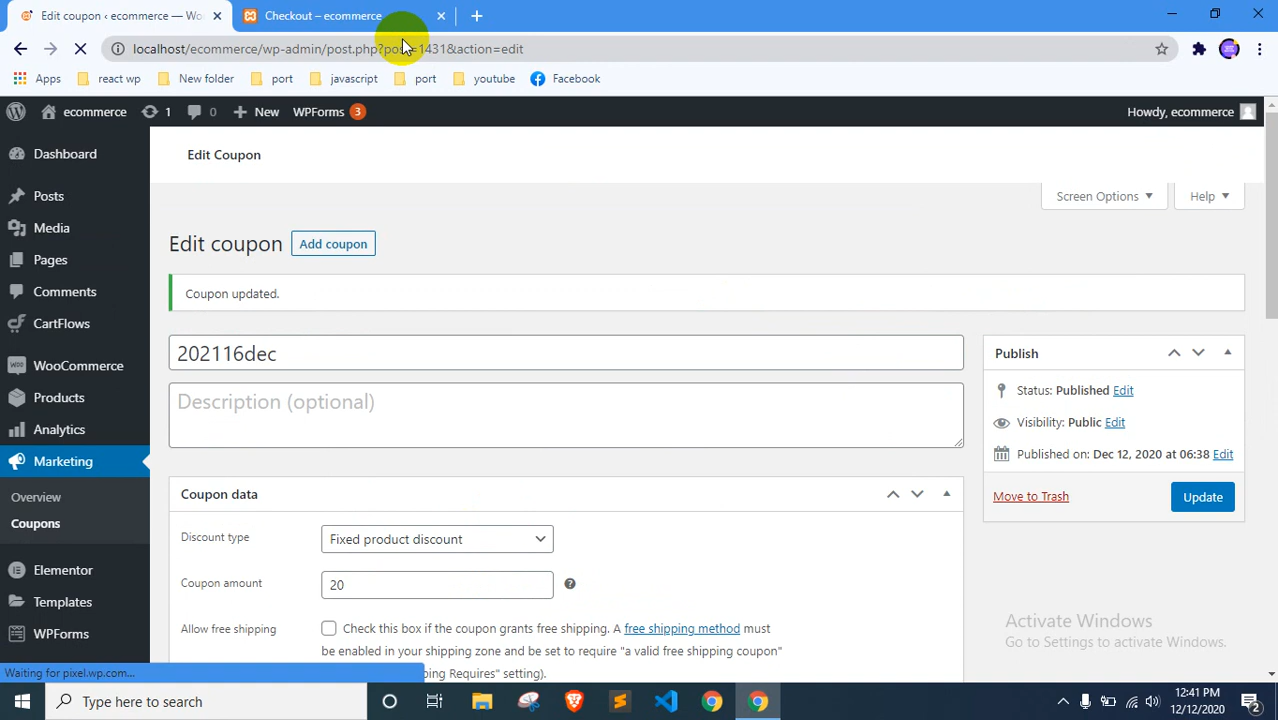 Edit coupon ‹ ecommerce — Woo
Checkout – ecommerce
localhost/ecommerce/wp-admin/post.php?post=1431&action=edit
Apps
react wp
New folder
port
javascript
port
youtube
Facebook
ecommerce
1
0
New
WPForms
3
Howdy, ecommerce
Dashboard
Posts
Media
Pages
Comments
CartFlows
WooCommerce
Products
Analytics
Marketing
Overview
Coupons
Elementor
Templates
WPForms
Edit Coupon
Screen Options
Help
Edit coupon
Add coupon
Coupon updated.
202116dec
Description (optional)
Publish
Status: Published Edit
Visibility: Public Edit
Published on: Dec 12, 2020 at 06:38 Edit
Move to Trash
Update
Coupon data
Discount type
Fixed product discount
Coupon amount
20
Allow free shipping
Check this box if the coupon grants free shipping. A free shipping method must
be enabled in your shipping zone and be set to require "a valid free shipping coupon"
pping Requires" setting).
Activate Windows
Go to Settings to activate Windows.
Waiting for pixel.wp.com...
Type here to search
12:41 PM
12/12/2020
2